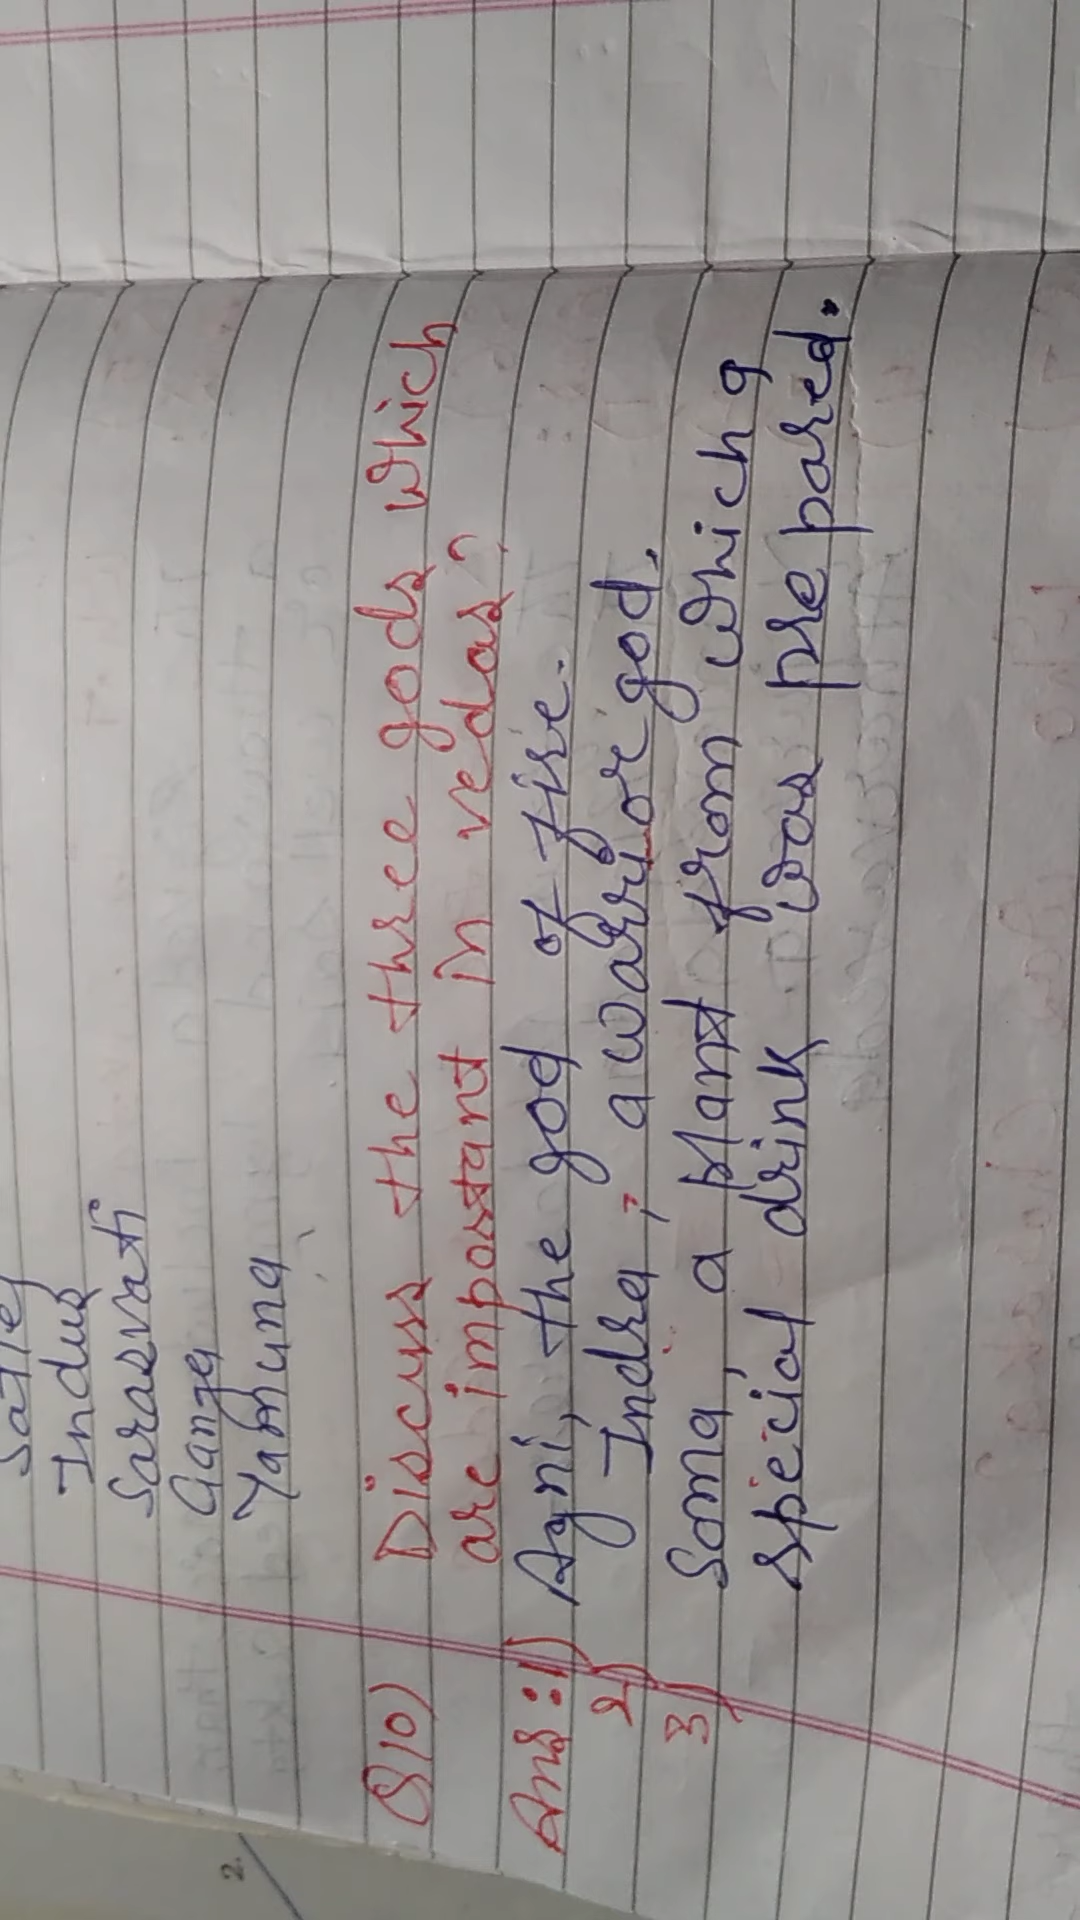 Indus
Sarasvati
Ganga
Yamuna
Q10) Discuss the three gods which
are important in vedas?
Ans:1) Agni, the god of fire.
2) Indra, a warrior god.
3) Soma, a plant from which a
special drink was prepared.
2.